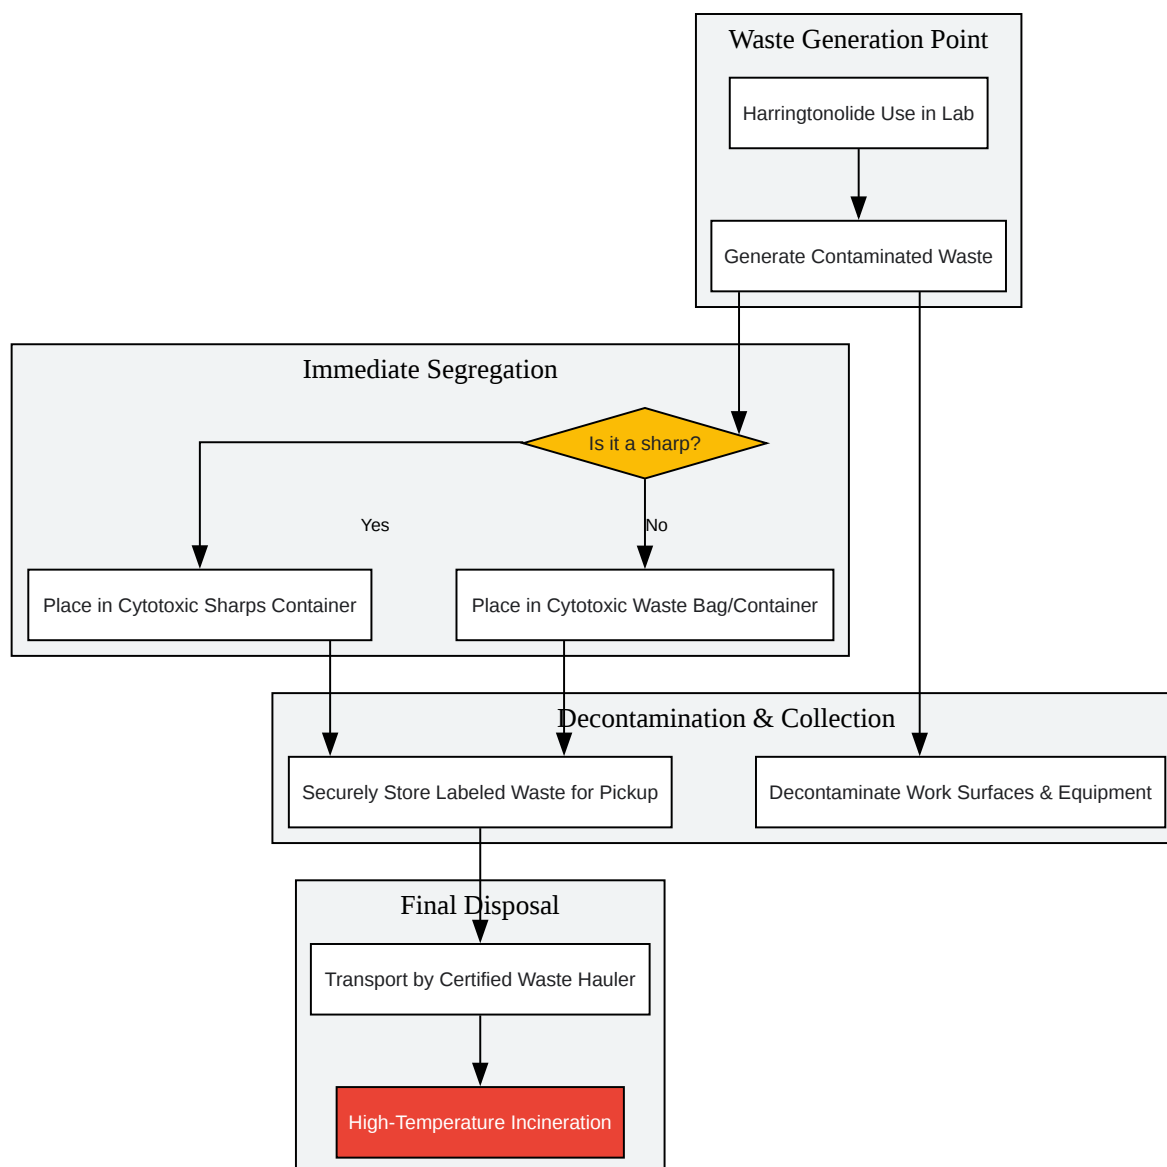 Waste Generation Point
Harringtonolide Use in Lab
Generate Contaminated Waste
Immediate Segregation
Is it a sharp?
Yes
No
Place in Cytotoxic Sharps Container
Place in Cytotoxic Waste Bag/Container
Decontamination & Collection
Securely Store Labeled Waste for Pickup
Decontaminate Work Surfaces & Equipment
Final Disposal
Transport by Certified Waste Hauler
High-Temperature Incineration